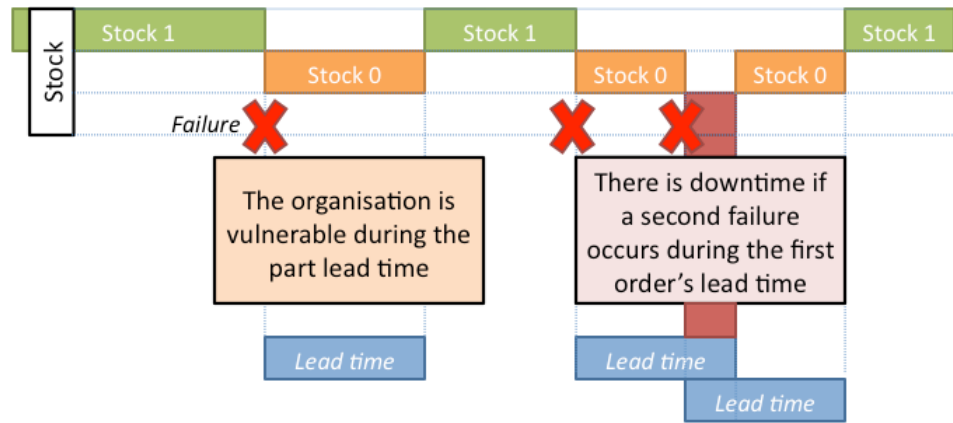 Stock 1
Stock 1
Stock 1
Stock
Stock 0
Stock 0
Stock 0
Failure
The organisation is
vulnerable during the
part lead time
There is downtime if
a second failure
occurs during the first
order's lead time
Lead time
Lead time
Lead time